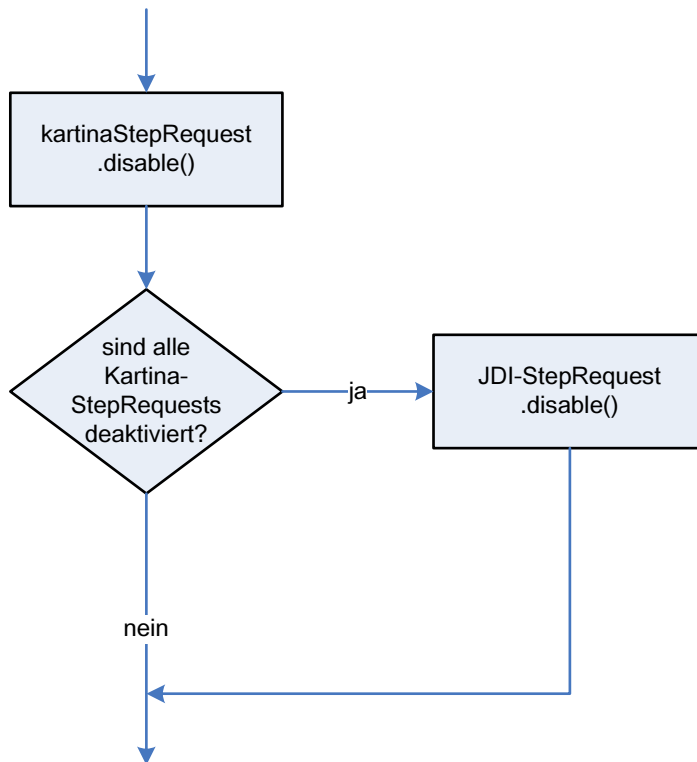 kartinaStepRequest
.disable()
sind alle
Kartina-
StepRequests
deaktiviert?
ja
JDI-StepRequest
.disable()
nein